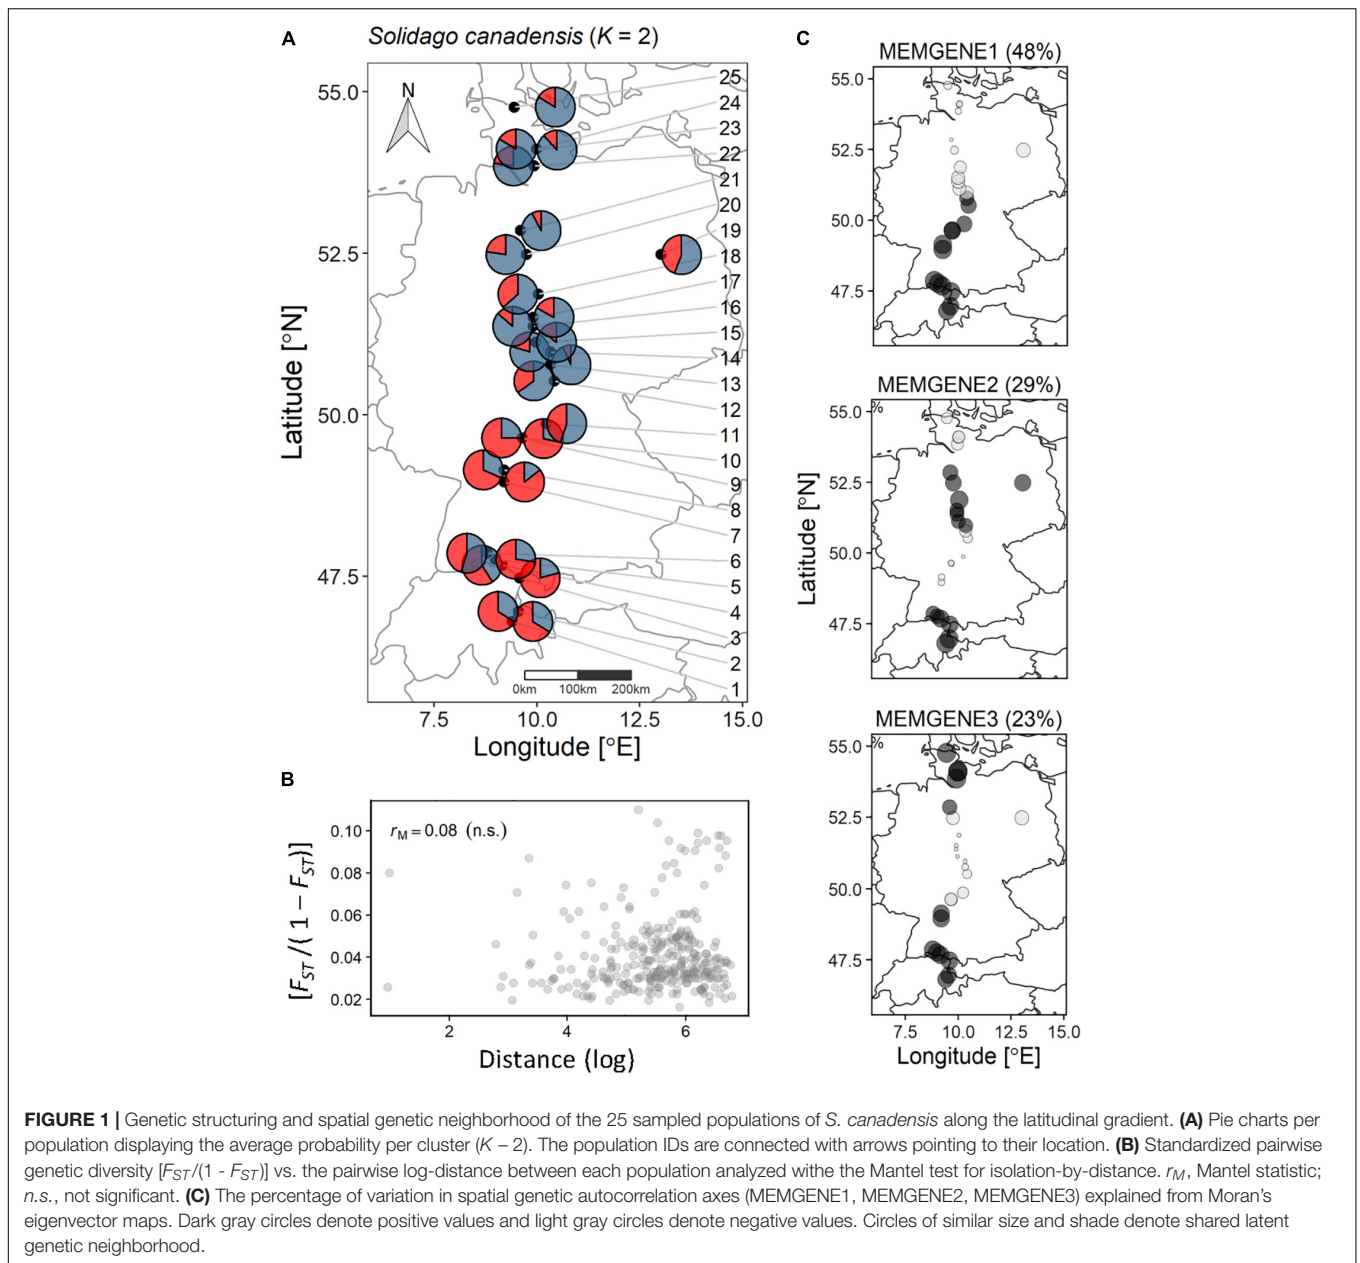 A
Solidago canadensis (K = 2)
N
55.0
52.5
50.0
47.5
Latitude [°N]
25
24
23
22
21
20
19
18
17
16
15
14
13
12
11
10
9
8
7
6
5
4
3
2
1
0km 100km 200km
7.5 10.0 12.5 15.0
Longitude [°E]
B
rM = 0.08 (n.s.)
0.10
0.08
0.06
0.04
0.02
[FST /( 1 − FST)]
2 4 6
Distance (log)
C
MEMGENE1 (48%)
55.0
52.5
50.0
47.5
MEMGENE2 (29%)
%
55.0
52.5
50.0
47.5
Latitude [°N]
MEMGENE3 (23%)
%
55.0
52.5
50.0
47.5
7.5 10.0 12.5 15.0
Longitude [°E]
FIGURE 1 | Genetic structuring and spatial genetic neighborhood of the 25 sampled populations of S. canadensis along the latitudinal gradient. (A) Pie charts per
population displaying the average probability per cluster (K – 2). The population IDs are connected with arrows pointing to their location. (B) Standardized pairwise
genetic diversity [FST/(1 - FST)] vs. the pairwise log-distance between each population analyzed withe the Mantel test for isolation-by-distance. rM, Mantel statistic;
n.s., not significant. (C) The percentage of variation in spatial genetic autocorrelation axes (MEMGENE1, MEMGENE2, MEMGENE3) explained from Moran's
eigenvector maps. Dark gray circles denote positive values and light gray circles denote negative values. Circles of similar size and shade denote shared latent
genetic neighborhood.